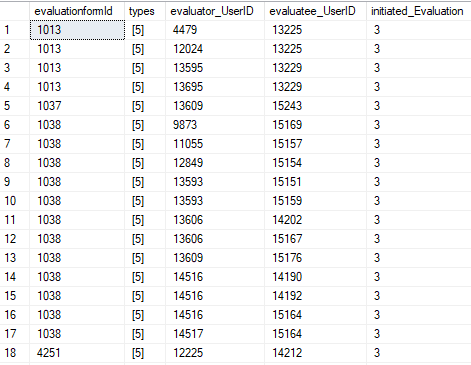 evaluationformId types evaluator_UserID evaluatee_UserID initiated_Evaluation
1 1013 [5] 4479 13225 3
2 1013 [5] 12024 13225 3
3 1013 [5] 13595 13229 3
4 1013 [5] 13695 13229 3
5 1037 [5] 13609 15243 3
6 1038 [5] 9873 15169 3
7 1038 [5] 11055 15157 3
8 1038 [5] 12849 15154 3
9 1038 [5] 13593 15151 3
10 1038 [5] 13593 15159 3
11 1038 [5] 13606 14202 3
12 1038 [5] 13606 15167 3
13 1038 [5] 13609 15176 3
14 1038 [5] 14516 14190 3
15 1038 [5] 14516 14192 3
16 1038 [5] 14516 15164 3
17 1038 [5] 14517 15164 3
18 4251 [5] 12225 14212 3